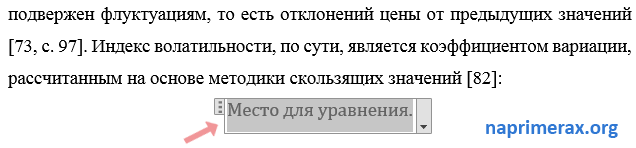 подвержен флуктуациям, то есть отклонений цены от предыдущих значений
[73, с. 97]. Индекс волатильности, по сути, является коэффициентом вариации,
рассчитанным на основе методики скользящих значений [82]:
Место для уравнения.
naprimerax.org